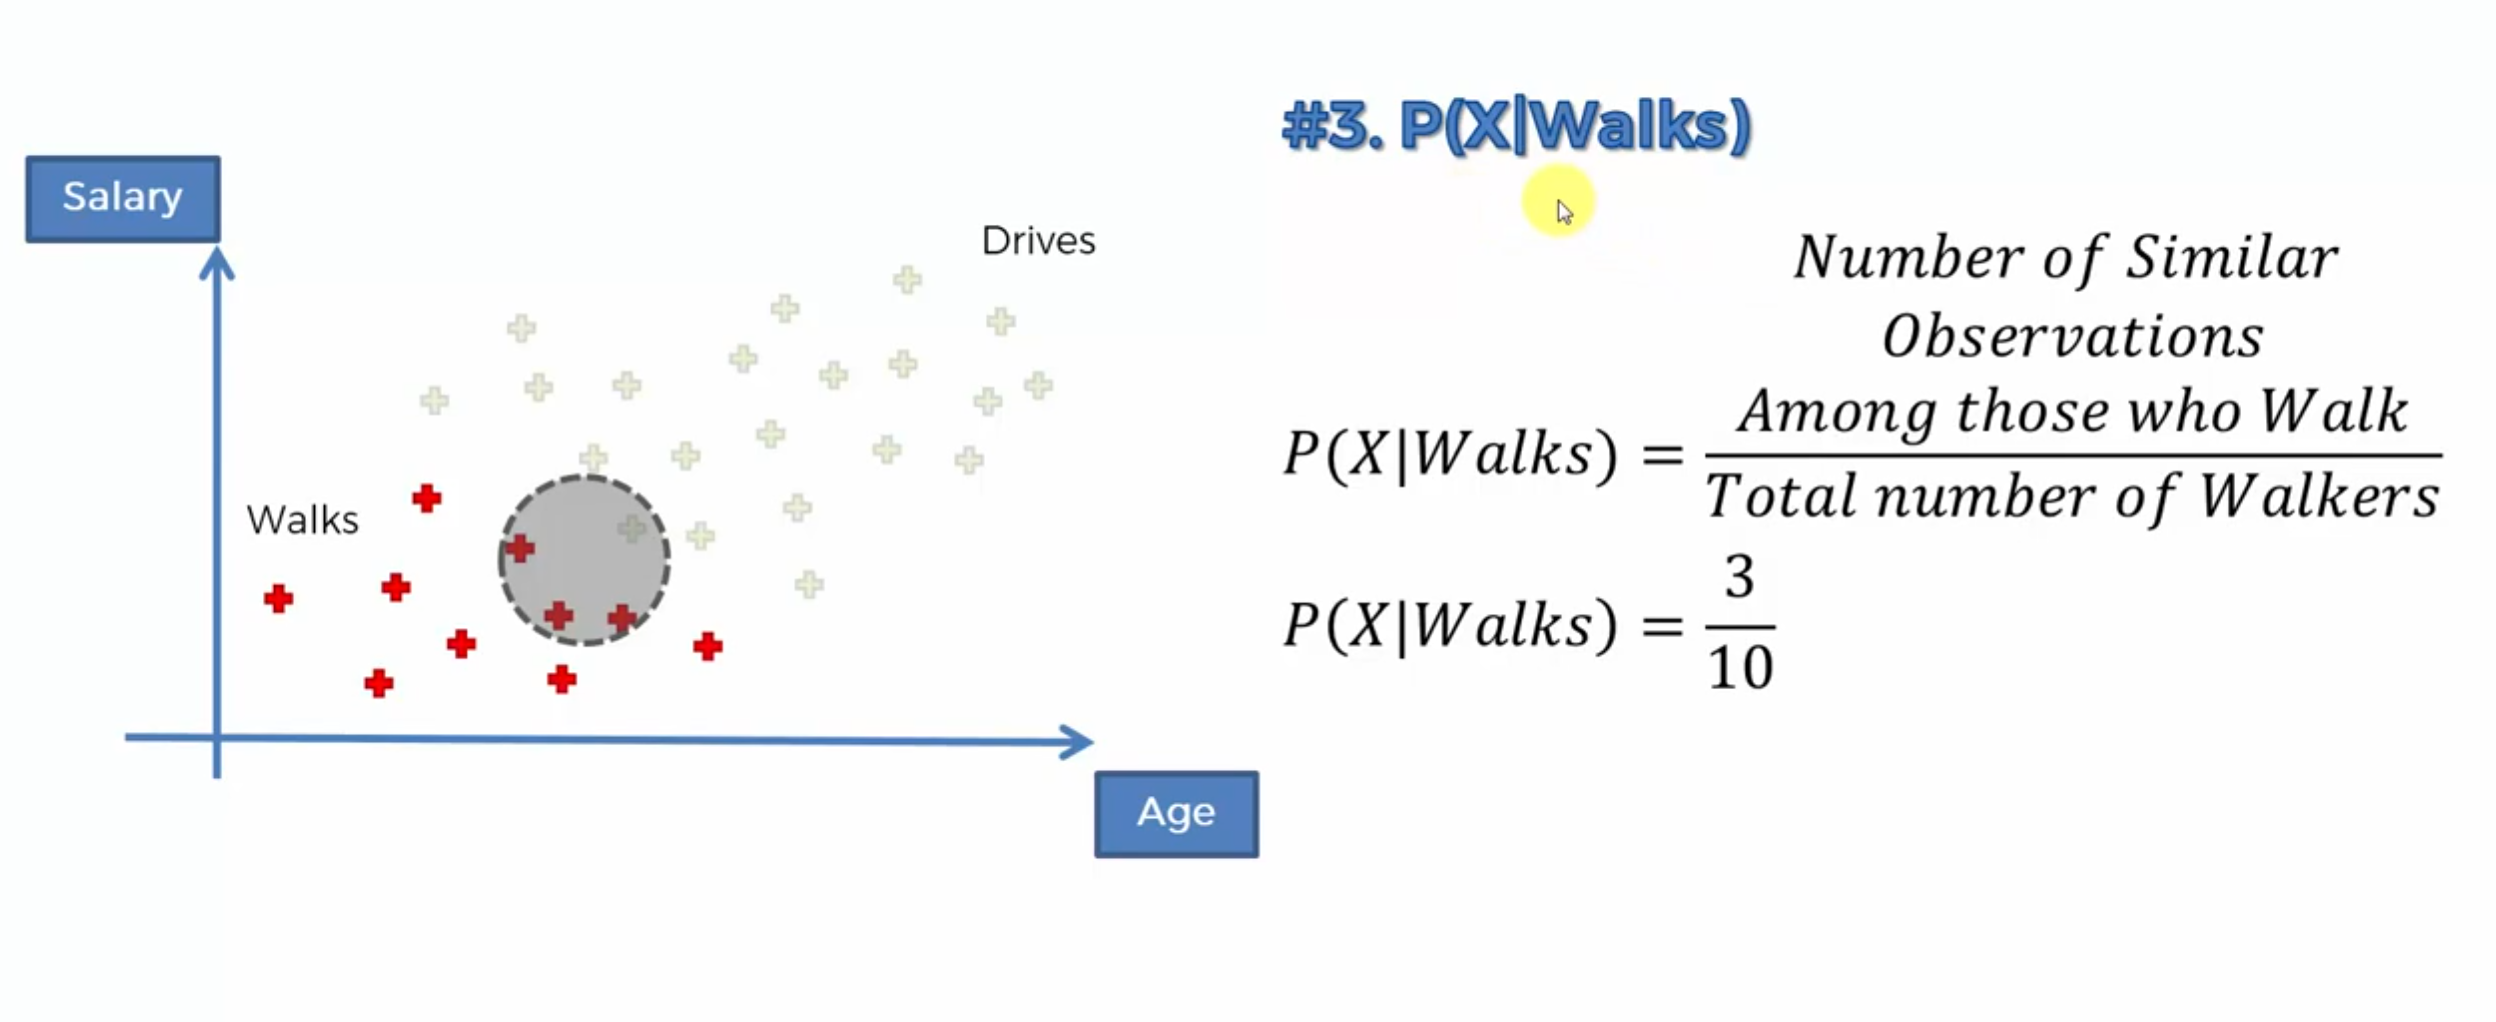 #3. P(X|Walks)
Salary
Drives
Walks
Age
Number of Similar
Observations
Among those who Walk
P(X|Walks) =
Total number of Walkers
3
P(X|Walks) =
10